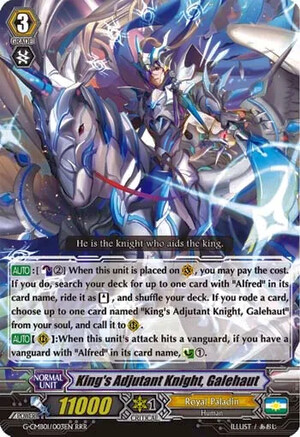 3
GRADE
He is the knight who aids the king.
AUTO:[②] When this unit is placed on , you may pay the cost.
If you do, search your deck for up to one card with "Alfred" in its
card name, ride it as , and shuffle your deck. If you rode a card,
choose up to one card named "King's Adjutant Knight, Galehaut"
from your soul, and call it to .
AUTO :When this unit's attack hits a vanguard, if you have a
vanguard with "Alfred" in its card name,
NORMAL UNIT
King's Adjutant Knight, Galehaut
11000
1
Royal Paladin
Human
G-CMB01/003EN RRR
ILLUST /